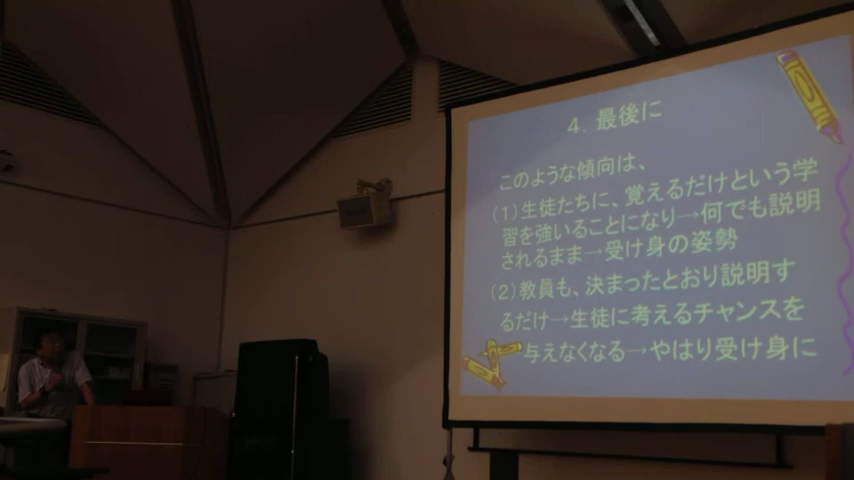 4．最後に
このような傾向は、
（1）生徒たちに、覚えるだけという学
習を強いることになり→何でも説明
されるまま→受け身の姿勢
（2）教員も、決まったとおり説明す
るだけ→生徒に考えるチャンスを
与えなくなる→やはり受け身に